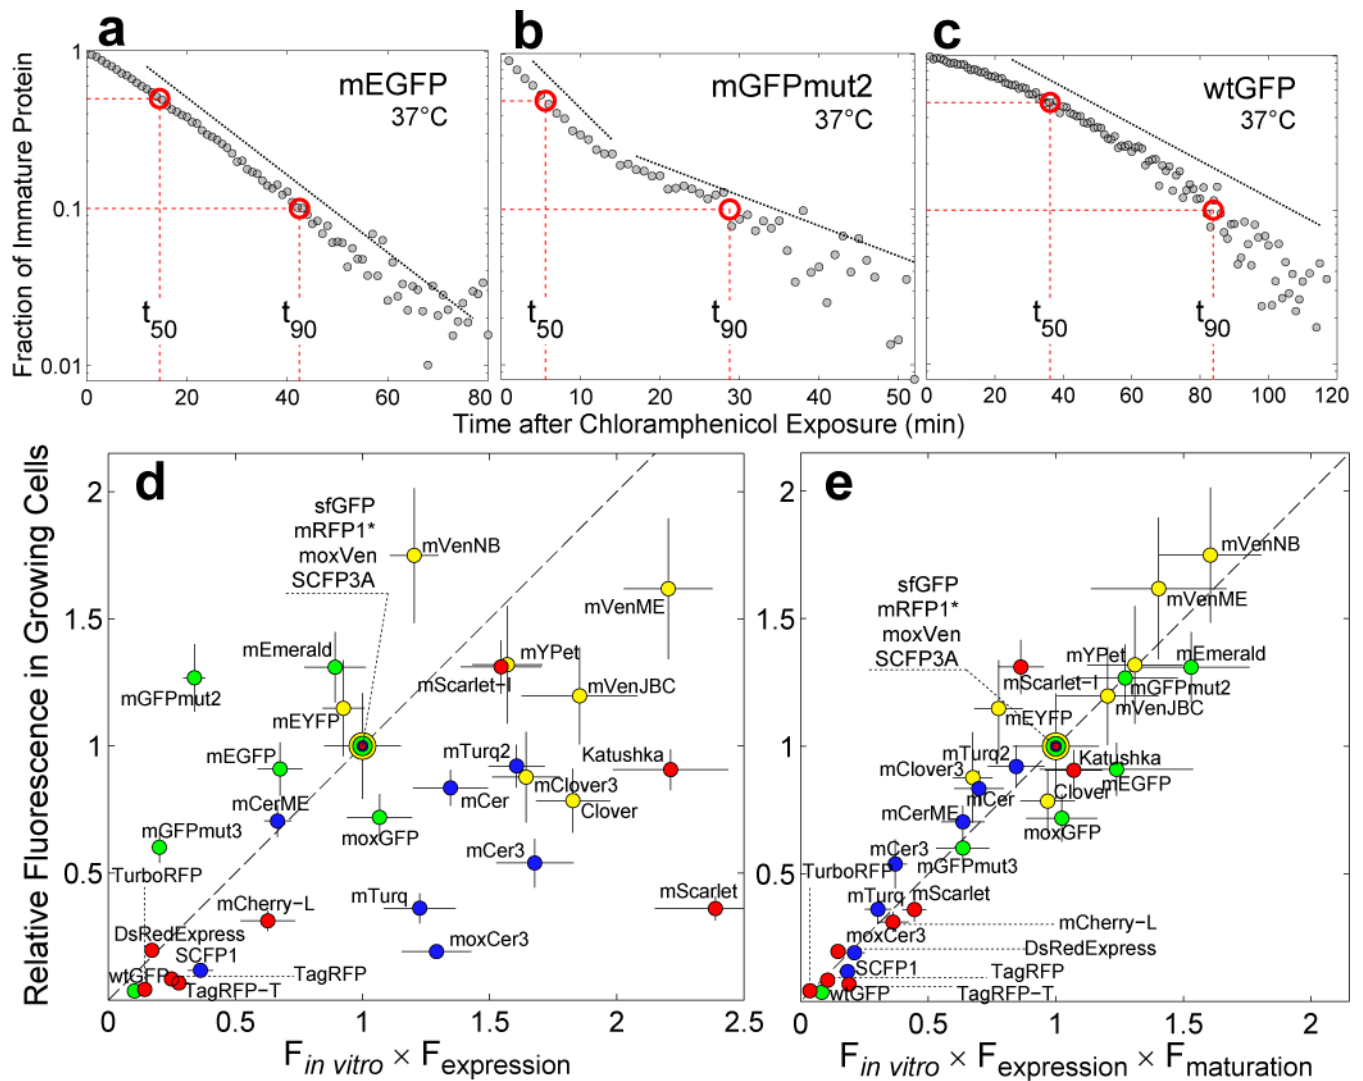 a
b
c
mEGFP
37°C
mGFPmut2
37°C
wtGFP
37°C
Fraction of Immature Protein
1
0.1
0.01
t50
t90
t50
t90
t50
t90
0 20 40 60 80
0 10 20 30 40 50
0 20 40 60 80 100 120
Time after Chloramphenicol Exposure (min)
d
Relative Fluorescence in Growing Cells
2
1.5
1
0.5
sfGFP
mRFP1*
moxVen
SCFP3A
mVenNB
mVenME
mEmerald
mYPet
mGFPmut2
mScarlet-I
mVenJBC
mEYFP
mEGFP
mTurq2
Katushka
mClover3
mCerME
mCer
Clover
mGFPmut3
moxGFP
TurboRFP
mCer3
mCherry-L
mTurq
mScarlet
DsRedExpress
SCFP1
moxCer3
wtGFP
TagRFP
TagRFP-T
0 0.5 1 1.5 2 2.5
Fin vitro × Fexpression
e
2
1.5
1
0.5
sfGFP
mRFP1*
moxVen
SCFP3A
mVenNB
mVenME
mYPet
mEmerald
mScarlet-I
mGFPmut2
mEYFP
mVenJBC
mTurq2
Katushka
mClover3
mEGFP
mCer
Clover
mCerME
moxGFP
mCer3
mGFPmut3
TurboRFP
mTurq
mScarlet
mCherry-L
moxCer3
DsRedExpress
SCFP1
TagRFP
wtGFP
TagRFP-T
0 0.5 1 1.5 2
Fin vitro × Fexpression × Fmaturation